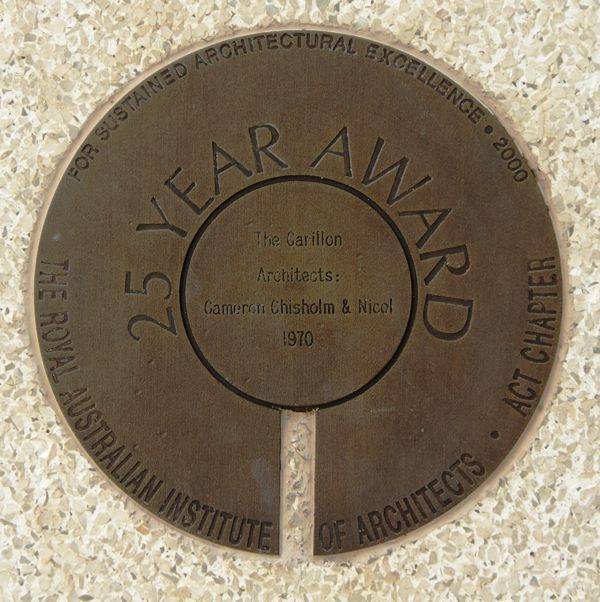 FOR SUSTAINED ARCHITECTURAL EXCELLENCE • 2000
25 YEAR AWARD
The Carillon
Architects:
Cameron Chisholm & Nicol
1970
THE ROYAL AUSTRALIAN INSTITUTE OF ARCHITECTS • ACT CHAPTER